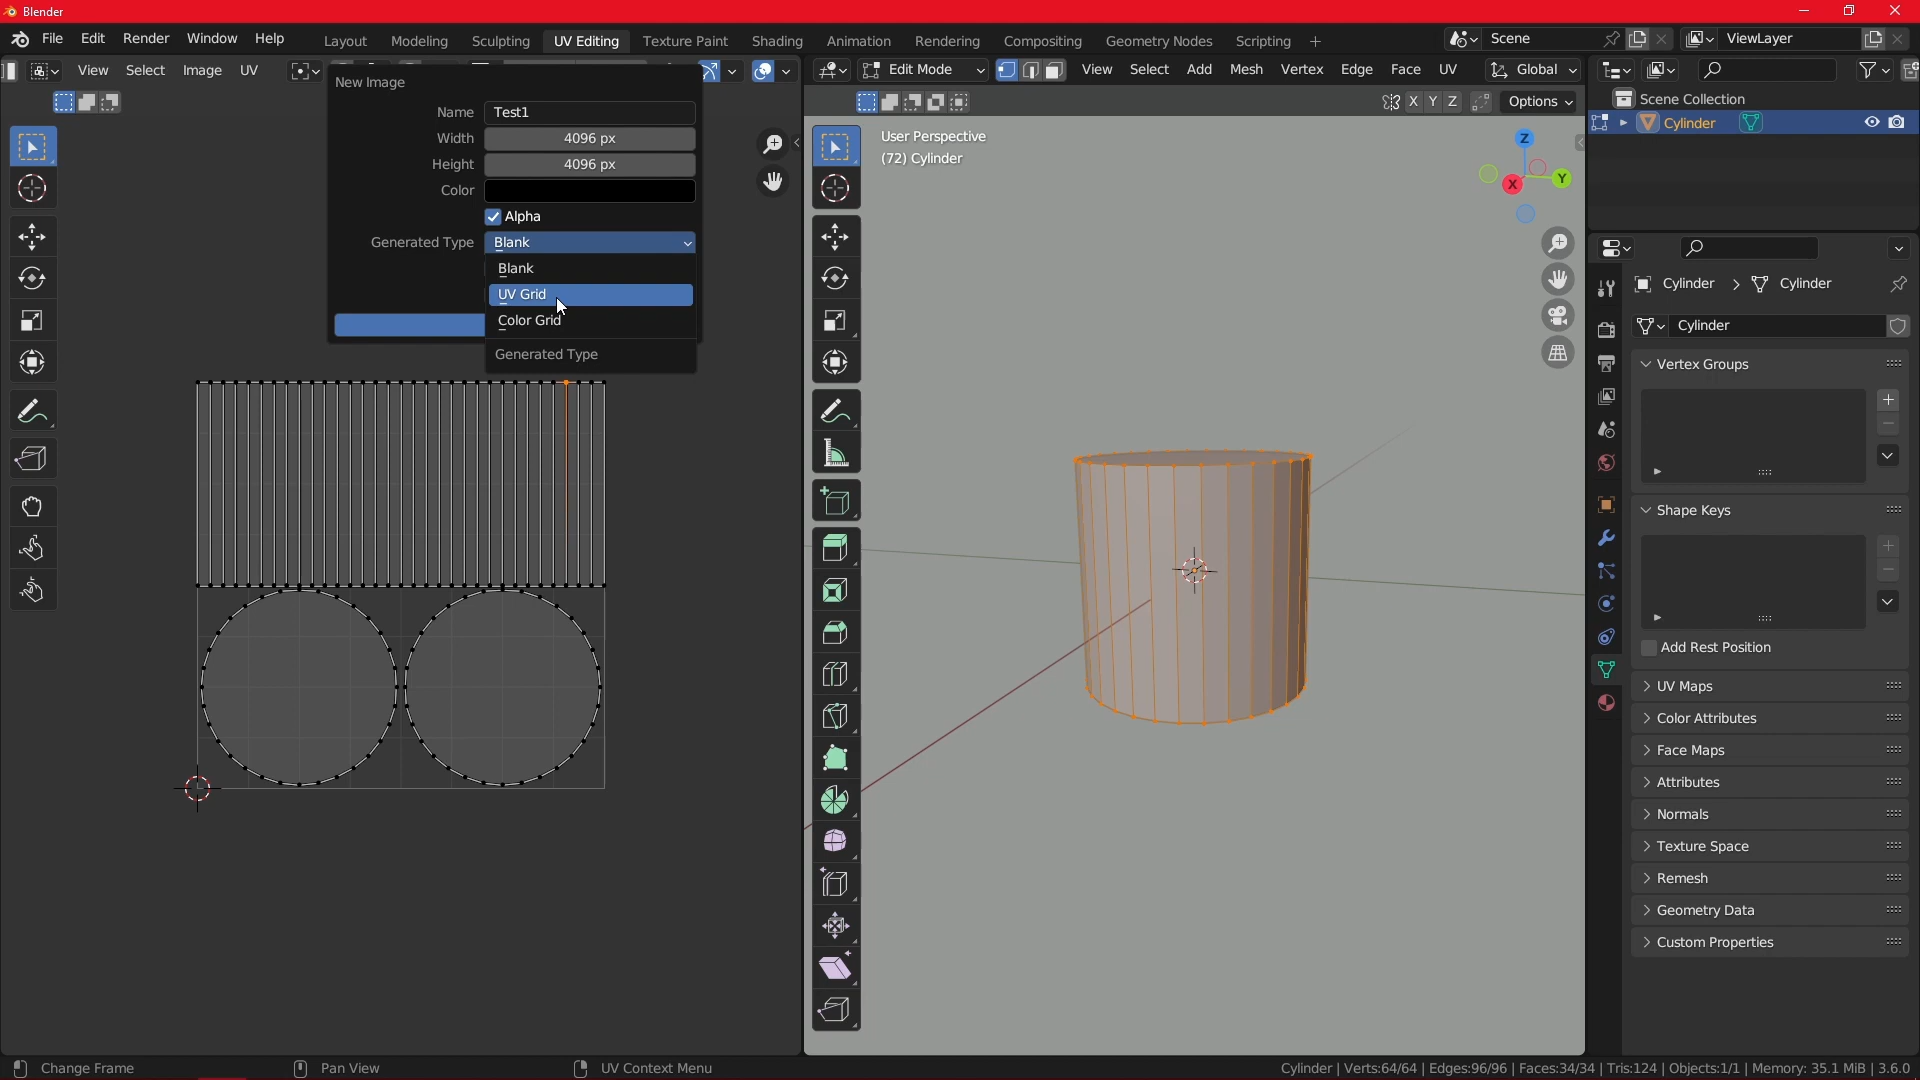 Blender
File Edit Render Window Help Layout Modeling Sculpting UV Editing Texture Paint Shading Animation Rendering Compositing Geometry Nodes Scripting + Scene ViewLayer
View Select Image UV Edit Mode View Select Add Mesh Vertex Edge Face UV Global
X Y Z Options
New Image
Name Test1
Width 4096 px
Height 4096 px
Color
Alpha
Generated Type Blank
Blank
UV Grid
Color Grid
Generated Type
User Perspective
(72) Cylinder
Z
X
Y
Scene Collection
Cylinder
Cylinder > Cylinder
Cylinder
Vertex Groups
Shape Keys
Add Rest Position
UV Maps
Color Attributes
Face Maps
Attributes
Normals
Texture Space
Remesh
Geometry Data
Custom Properties
Change Frame Pan View UV Context Menu Cylinder | Verts:64/64 | Edges:96/96 | Faces:34/34 | Tris:124 | Objects:1/1 | Memory: 35.1 MiB | 3.6.0